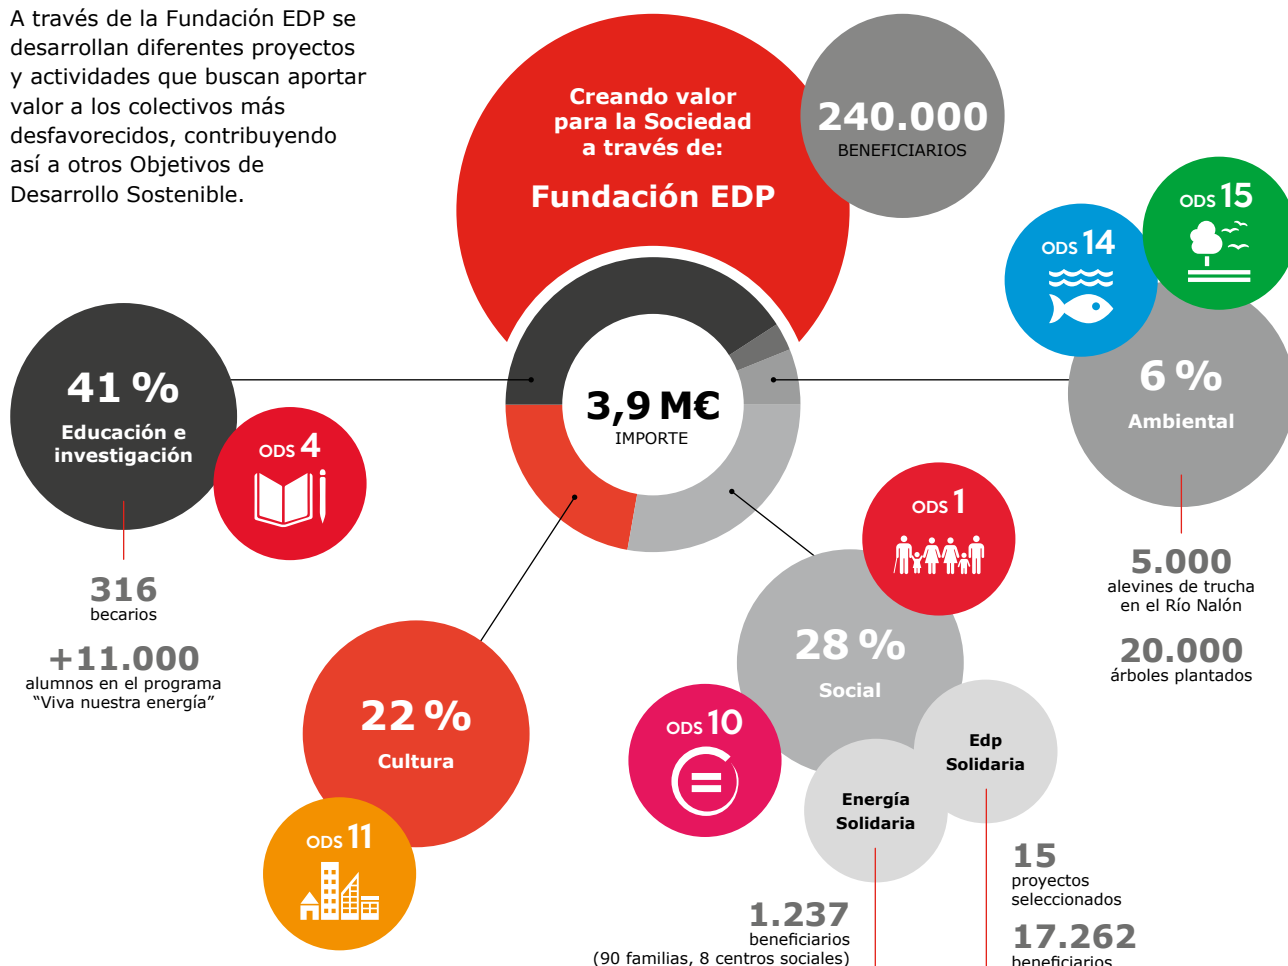 A través de la Fundación EDP se
desarrollan diferentes proyectos
y actividades que buscan aportar
valor a los colectivos más
desfavorecidos, contribuyendo
así a otros Objetivos de
Desarrollo Sostenible.
Creando valor
para la Sociedad
a través de:
Fundación EDP
240.000
BENEFICIARIOS
ODS 15
ODS 14
6 %
Ambiental
5.000
alevines de trucha
en el Río Nalón
20.000
árboles plantados
3,9 M€
IMPORTE
41 %
Educación e
investigación
ODS 4
316
becarios
+11.000
alumnos en el programa
“Viva nuestra energía”
22 %
Cultura
ODS 11
ODS 1
28 %
Social
ODS 10
Edp
Solidaria
Energía
Solidaria
15
proyectos
seleccionados
17.262
beneficiarios
1.237
beneficiarios
(90 familias, 8 centros sociales)